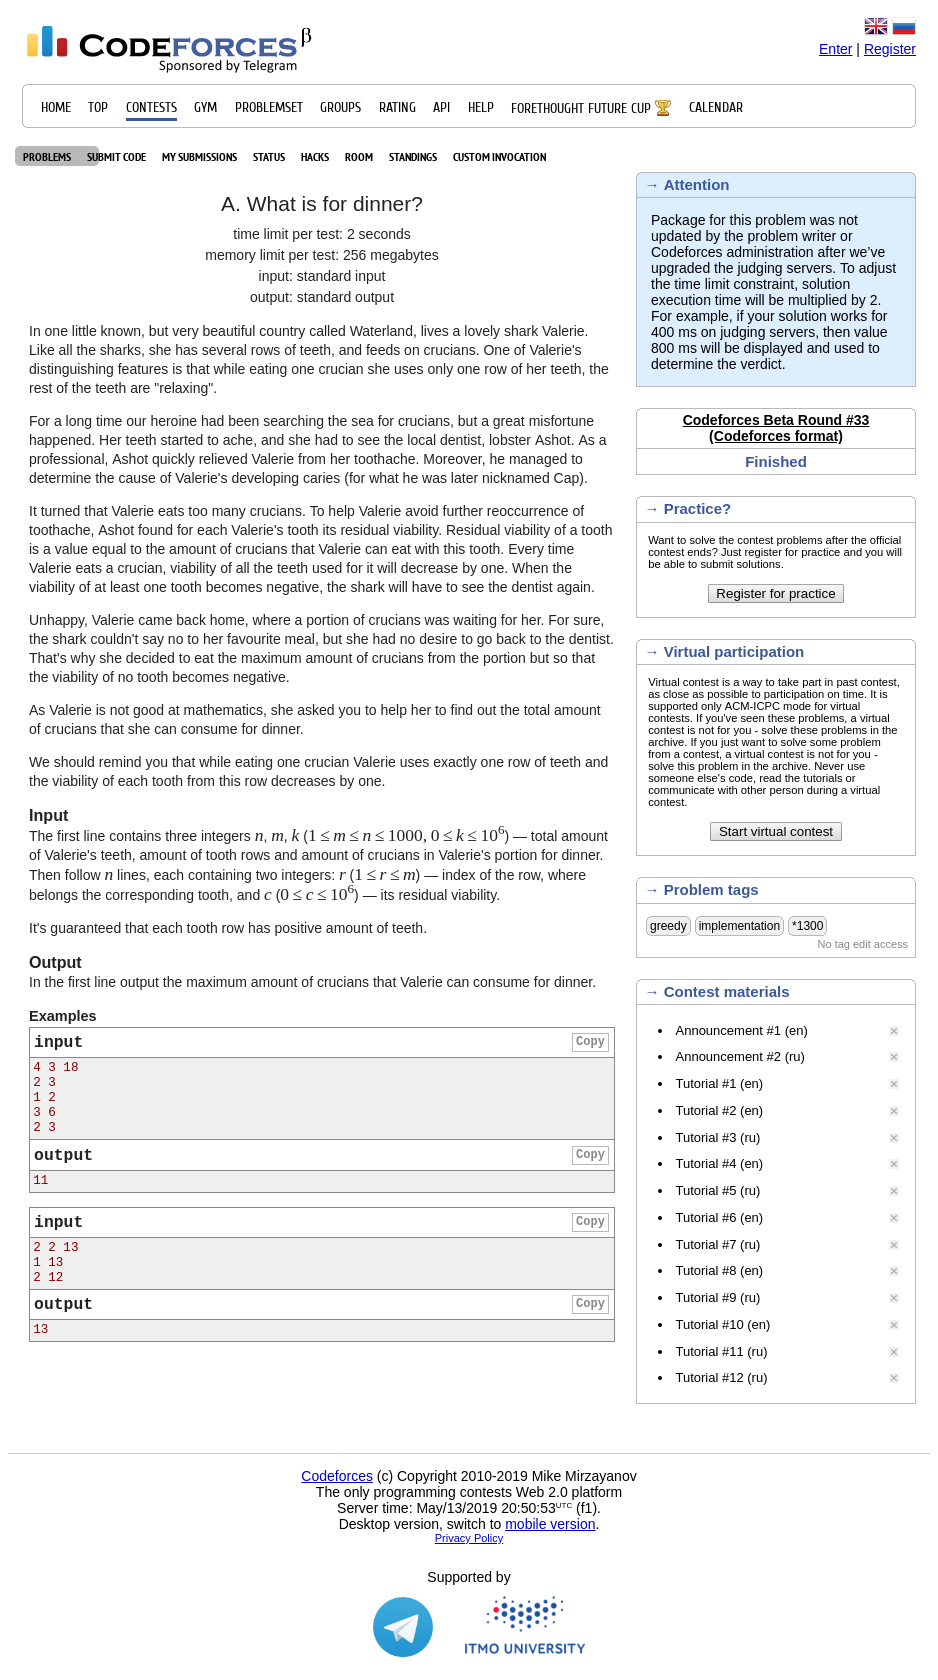 CODEFORCES β
Sponsored by Telegram
Enter | Register
HOME TOP CONTESTS GYM PROBLEMSET GROUPS RATING API HELP FORETHOUGHT FUTURE CUP CALENDAR
PROBLEMS SUBMIT CODE MY SUBMISSIONS STATUS HACKS ROOM STANDINGS CUSTOM INVOCATION
A. What is for dinner?
time limit per test: 2 seconds
memory limit per test: 256 megabytes
input: standard input
output: standard output
In one little known, but very beautiful country called Waterland, lives a lovely shark Valerie.
Like all the sharks, she has several rows of teeth, and feeds on crucians. One of Valerie's
distinguishing features is that while eating one crucian she uses only one row of her teeth, the
rest of the teeth are "relaxing".
For a long time our heroine had been searching the sea for crucians, but a great misfortune
happened. Her teeth started to ache, and she had to see the local dentist, lobster Ashot. As a
professional, Ashot quickly relieved Valerie from her toothache. Moreover, he managed to
determine the cause of Valerie's developing caries (for what he was later nicknamed Cap).
It turned that Valerie eats too many crucians. To help Valerie avoid further reoccurrence of
toothache, Ashot found for each Valerie's tooth its residual viability. Residual viability of a tooth
is a value equal to the amount of crucians that Valerie can eat with this tooth. Every time
Valerie eats a crucian, viability of all the teeth used for it will decrease by one. When the
viability of at least one tooth becomes negative, the shark will have to see the dentist again.
Unhappy, Valerie came back home, where a portion of crucians was waiting for her. For sure,
the shark couldn't say no to her favourite meal, but she had no desire to go back to the dentist.
That's why she decided to eat the maximum amount of crucians from the portion but so that
the viability of no tooth becomes negative.
As Valerie is not good at mathematics, she asked you to help her to find out the total amount
of crucians that she can consume for dinner.
We should remind you that while eating one crucian Valerie uses exactly one row of teeth and
the viability of each tooth from this row decreases by one.
Input
The first line contains three integers n, m, k (1 ≤ m ≤ n ≤ 1000, 0 ≤ k ≤ 10⁶) — total amount
of Valerie's teeth, amount of tooth rows and amount of crucians in Valerie's portion for dinner.
Then follow n lines, each containing two integers: r (1 ≤ r ≤ m) — index of the row, where
belongs the corresponding tooth, and c (0 ≤ c ≤ 10⁶) — its residual viability.
It's guaranteed that each tooth row has positive amount of teeth.
Output
In the first line output the maximum amount of crucians that Valerie can consume for dinner.
Examples
input Copy
4 3 18
2 3
1 2
3 6
2 3
output Copy
11
input Copy
2 2 13
1 13
2 12
output Copy
13
→ Attention
Package for this problem was not
updated by the problem writer or
Codeforces administration after we've
upgraded the judging servers. To adjust
the time limit constraint, solution
execution time will be multiplied by 2.
For example, if your solution works for
400 ms on judging servers, then value
800 ms will be displayed and used to
determine the verdict.
Codeforces Beta Round #33
(Codeforces format)
Finished
→ Practice?
Want to solve the contest problems after the official
contest ends? Just register for practice and you will
be able to submit solutions.
Register for practice
→ Virtual participation
Virtual contest is a way to take part in past contest,
as close as possible to participation on time. It is
supported only ACM-ICPC mode for virtual
contests. If you've seen these problems, a virtual
contest is not for you - solve these problems in the
archive. If you just want to solve some problem
from a contest, a virtual contest is not for you -
solve this problem in the archive. Never use
someone else's code, read the tutorials or
communicate with other person during a virtual
contest.
Start virtual contest
→ Problem tags
greedy implementation *1300
No tag edit access
→ Contest materials
Announcement #1 (en)
Announcement #2 (ru)
Tutorial #1 (en)
Tutorial #2 (en)
Tutorial #3 (ru)
Tutorial #4 (en)
Tutorial #5 (ru)
Tutorial #6 (en)
Tutorial #7 (ru)
Tutorial #8 (en)
Tutorial #9 (ru)
Tutorial #10 (en)
Tutorial #11 (ru)
Tutorial #12 (ru)
Codeforces (c) Copyright 2010-2019 Mike Mirzayanov
The only programming contests Web 2.0 platform
Server time: May/13/2019 20:50:53 UTC (f1).
Desktop version, switch to mobile version.
Privacy Policy
Supported by
ITMO UNIVERSITY